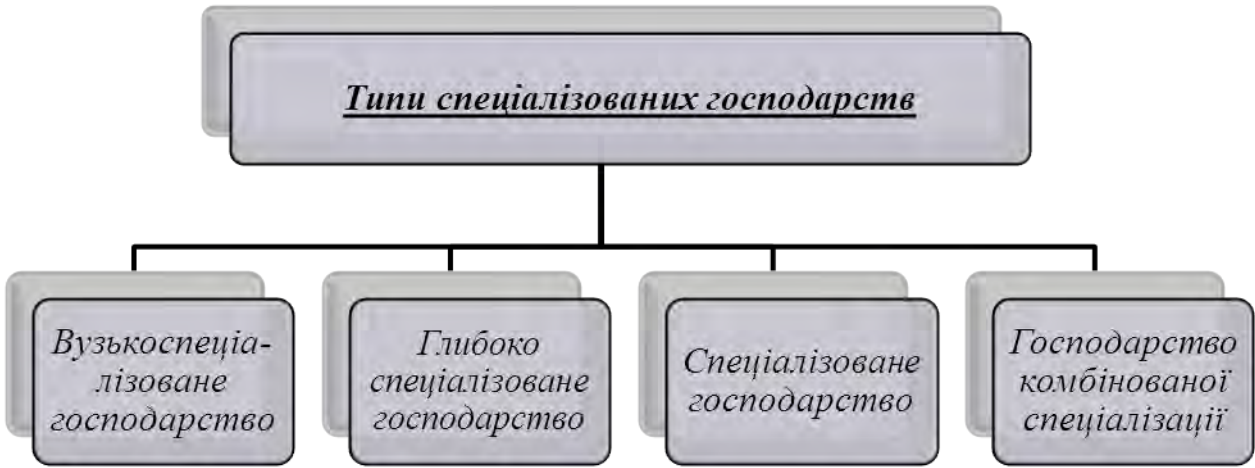 Типи спеціалізованих господарств
Вузькоспеціа-
лізоване
господарство
Глибоко
спеціалізоване
господарство
Спеціалізоване
господарство
Господарство
комбінованої
спеціалізації